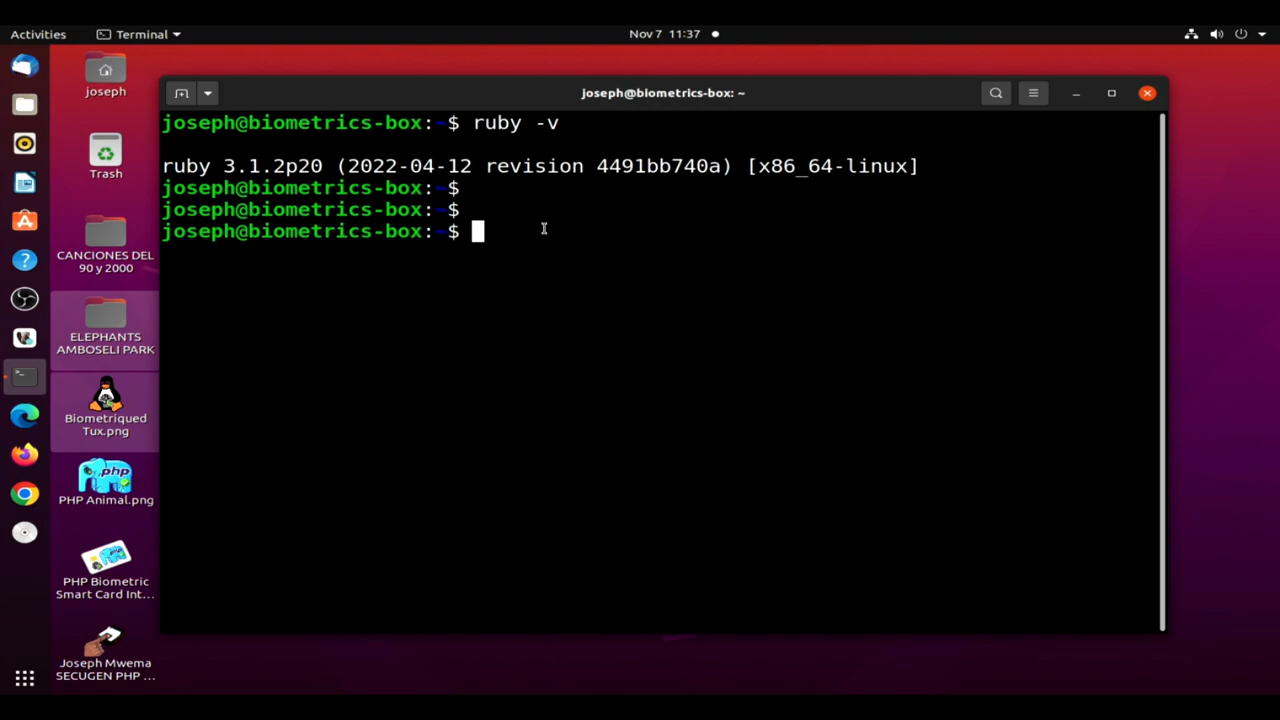 Activities
Terminal
Nov 7 11:37
joseph
Trash
CANCIONES DEL
90 y 2000
ELEPHANTS
AMBOSELI PARK
Biometriqued
Tux.png
php
PHP Animal.png
PHP Biometric
Smart Card Int...
Joseph Mwema
SECUGEN PHP ...
joseph@biometrics-box: ~
joseph@biometrics-box:~$ ruby -v
ruby 3.1.2p20 (2022-04-12 revision 4491bb740a) [x86_64-linux]
joseph@biometrics-box:~$
joseph@biometrics-box:~$
joseph@biometrics-box:~$